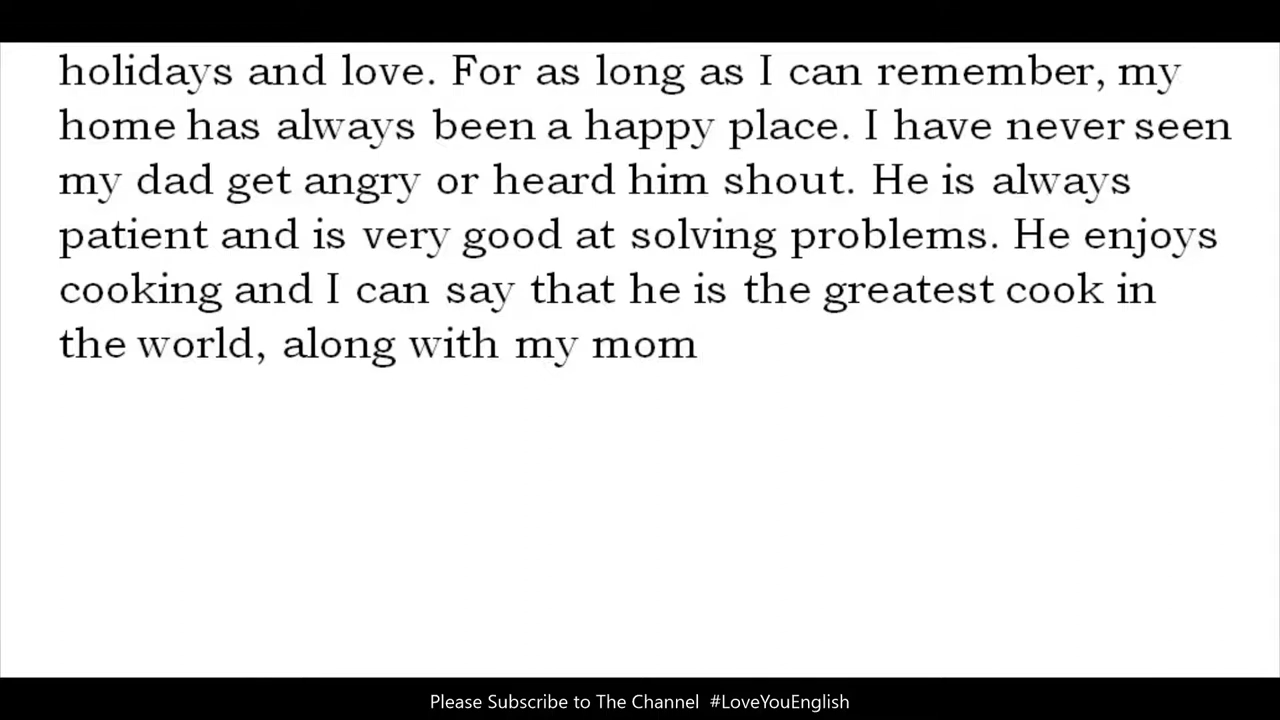 holidays and love. For as long as I can remember, my
home has always been a happy place. I have never seen
my dad get angry or heard him shout. He is always
patient and is very good at solving problems. He enjoys
cooking and I can say that he is the greatest cook in
the world, along with my mom
Please Subscribe to The Channel #LoveYouEnglish